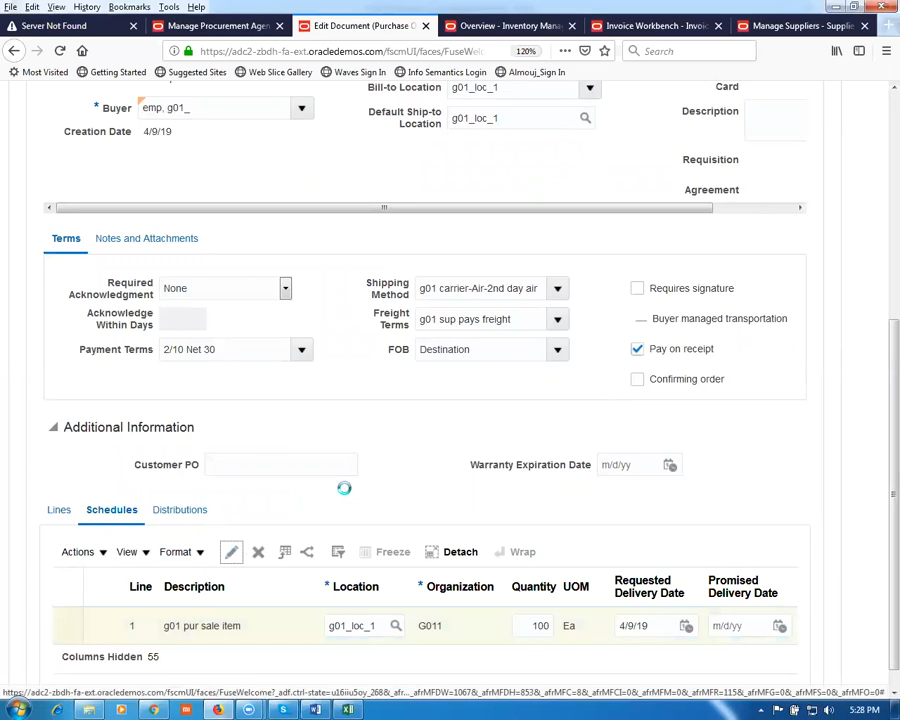 File Edit View History Bookmarks Tools Help
Server Not Found Manage Procurement Agen Edit Document (Purchase O Overview - Inventory Mana Invoice Workbench - Invoic Manage Suppliers - Supplie
https://adc2-zbdh-fa-ext.oracledemos.com/fscmUI/faces/FuseWelc 120% Search
Most Visited Getting Started Suggested Sites Web Slice Gallery Waves Sign In Info Semantics Login Almouj_Sign In
Bill-to Location g01_loc_1 Card
* Buyer emp, g01_ Default Ship-to Location g01_loc_1 Description
Creation Date 4/9/19
Requisition
Agreement
Terms Notes and Attachments
Required Acknowledgment None Shipping Method g01 carrier-Air-2nd day air Requires signature
Acknowledge Within Days Freight Terms g01 sup pays freight Buyer managed transportation
Payment Terms 2/10 Net 30 FOB Destination Pay on receipt
Confirming order
Additional Information
Customer PO Warranty Expiration Date m/d/yy
Lines Schedules Distributions
Actions View Format Freeze Detach Wrap
Line Description * Location * Organization Quantity UOM Requested Delivery Date Promised Delivery Date
1 g01 pur sale item g01_loc_1 G011 100 Ea 4/9/19 m/d/yy
Columns Hidden 55
5:28 PM